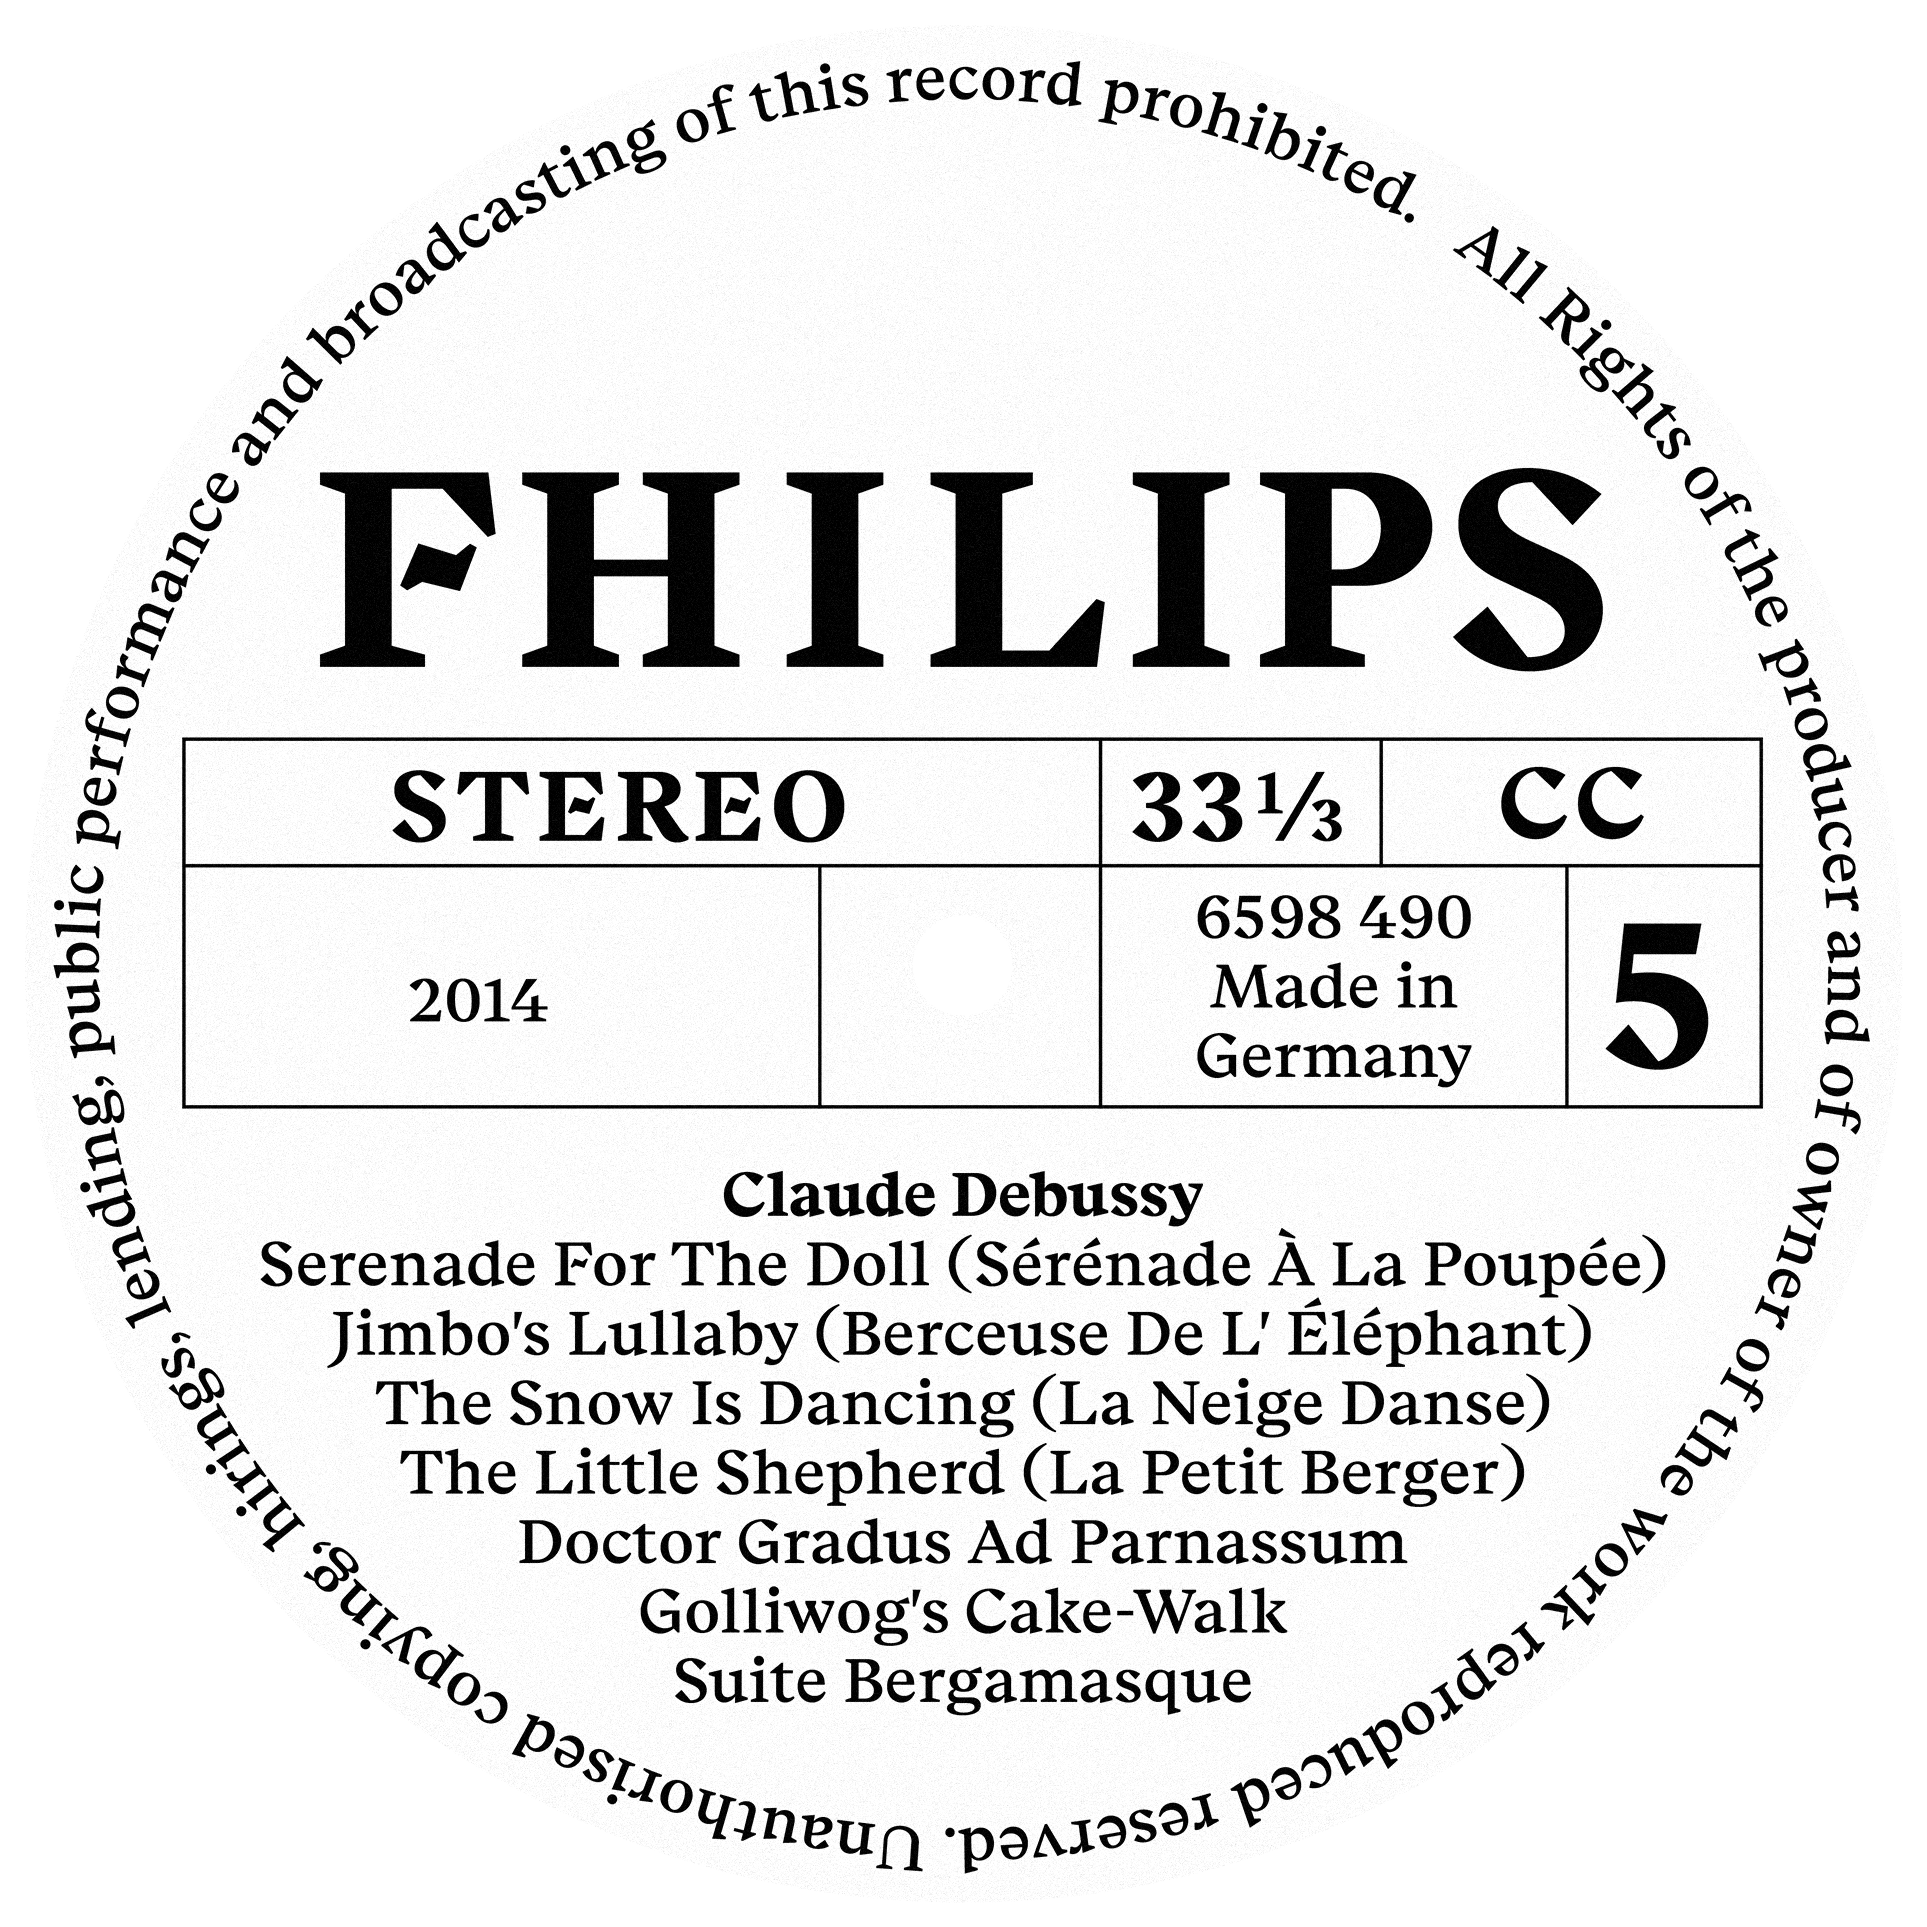 All Rights of the producer and of owner of the work reproduced reserved. Unauthorised copying, hirings, lending, public performance and broadcasting of this record prohibited.
FHILIPS
STEREO
33⅓
CC
2014
6598 490
Made in
Germany
5
Claude Debussy
Serenade For The Doll (Sérénade À La Poupée)
Jimbo's Lullaby (Berceuse De L' Éléphant)
The Snow Is Dancing (La Neige Danse)
The Little Shepherd (La Petit Berger)
Doctor Gradus Ad Parnassum
Golliwog's Cake-Walk
Suite Bergamasque